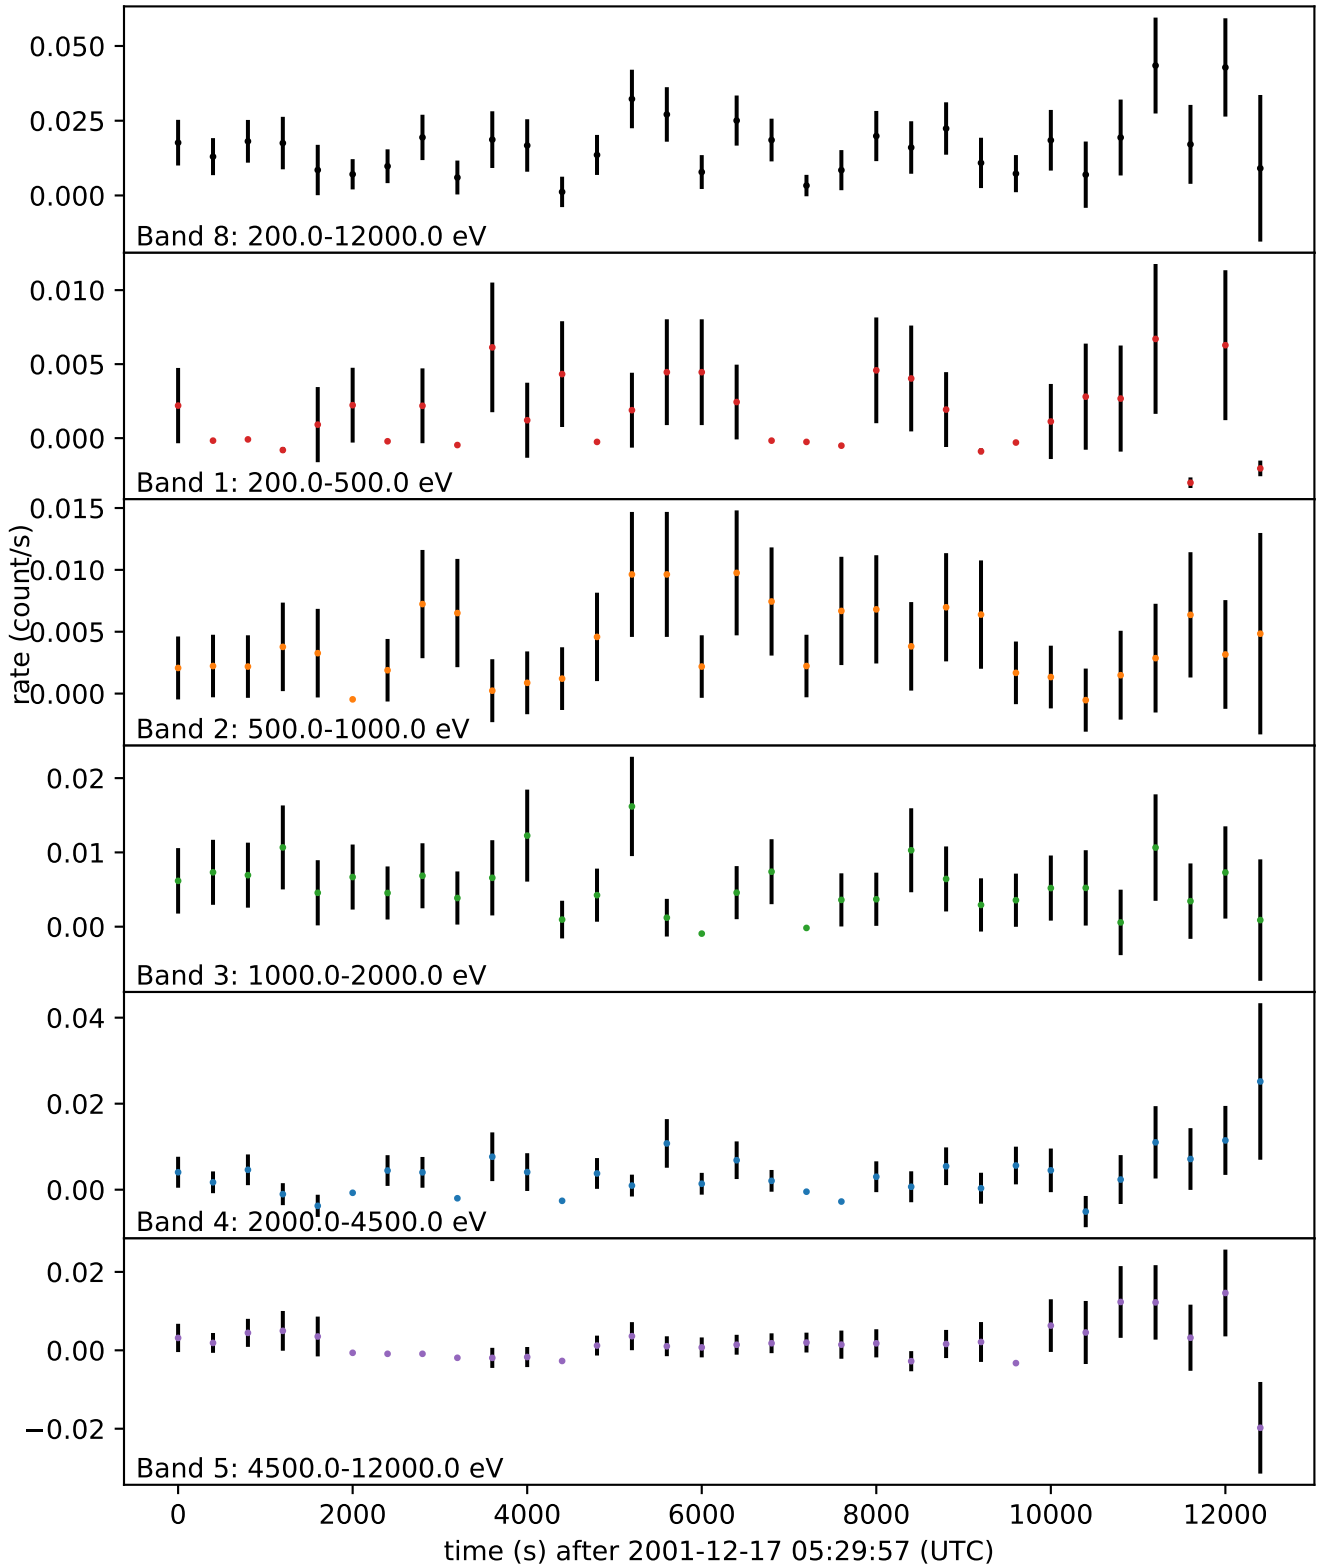 0.050
0.025
0.000
Band 8: 200.0-12000.0 eV
0.010
0.005
0.000
Band 1: 200.0-500.0 eV
rate (count/s)
0.015
0.010
0.005
0.000
Band 2: 500.0-1000.0 eV
0.02
0.01
0.00
Band 3: 1000.0-2000.0 eV
0.04
0.02
0.00
Band 4: 2000.0-4500.0 eV
0.02
0.00
−0.02
Band 5: 4500.0-12000.0 eV
0 2000 4000 6000 8000 10000 12000
time (s) after 2001-12-17 05:29:57 (UTC)